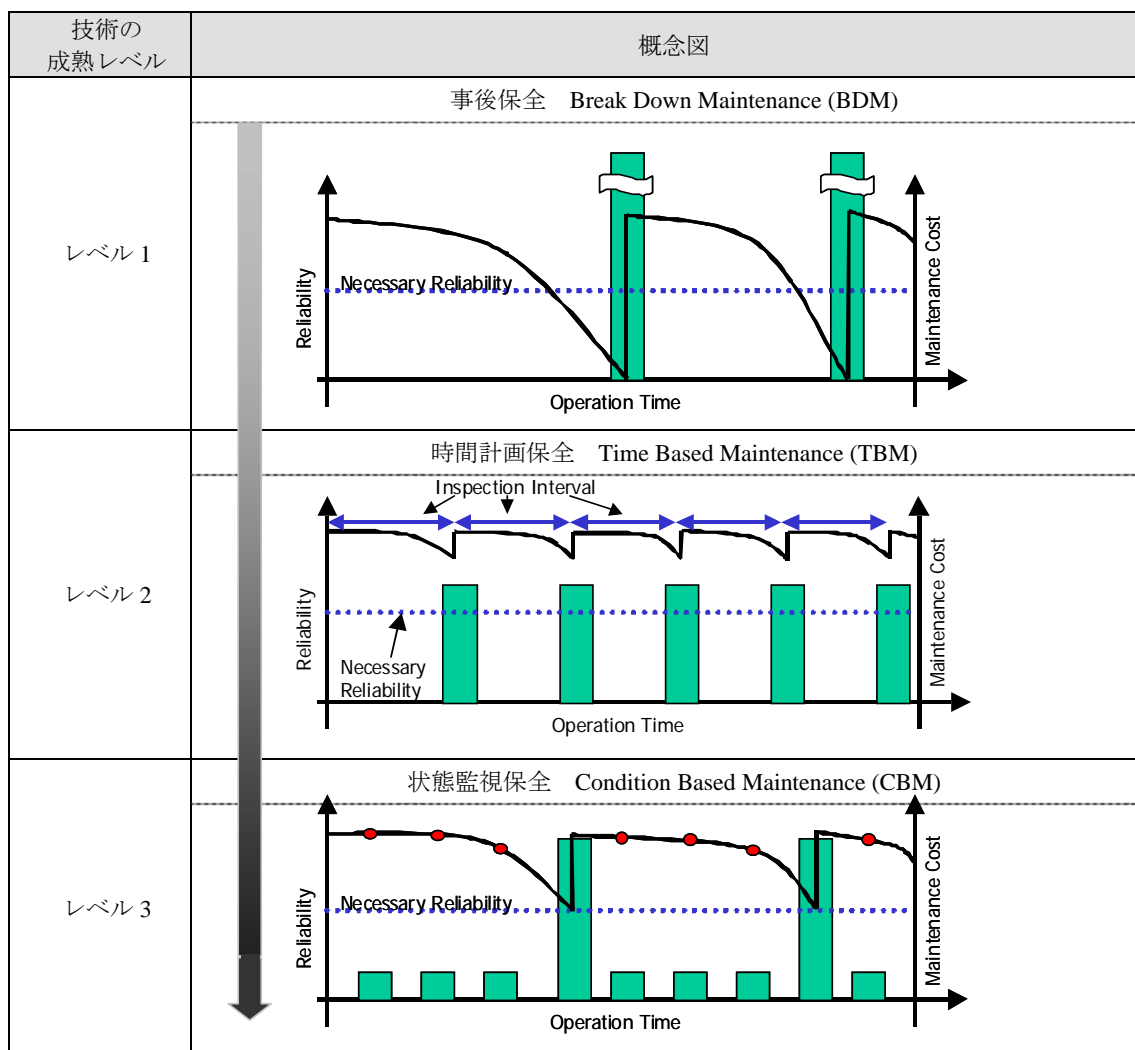 技術の
成熟レベル
概念図
レベル 1
事後保全 Break Down Maintenance (BDM)
Reliability
Necessary Reliability
Maintenance Cost
Operation Time
レベル 2
時間計画保全 Time Based Maintenance (TBM)
Inspection Interval
Reliability
Necessary
Reliability
Maintenance Cost
Operation Time
レベル 3
状態監視保全 Condition Based Maintenance (CBM)
Reliability
Necessary Reliability
Maintenance Cost
Operation Time